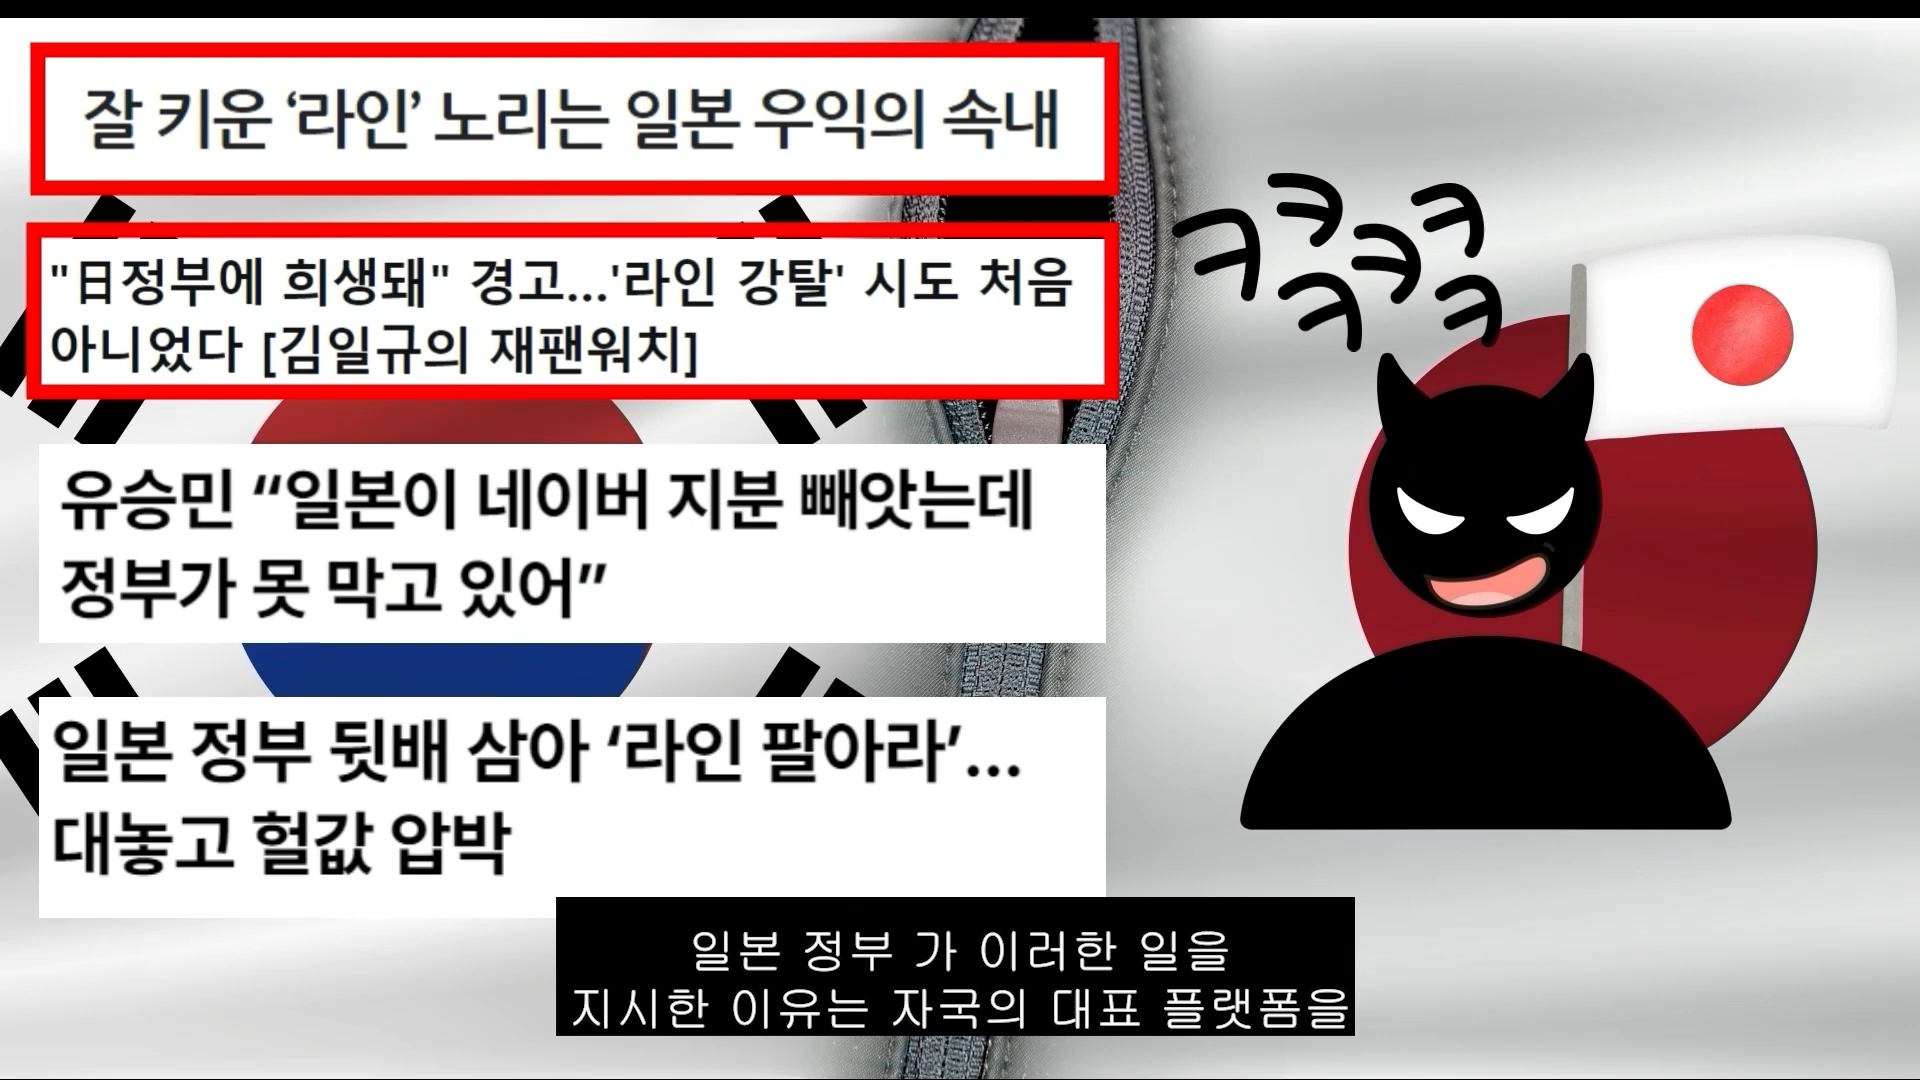 잘 키운 ‘라인’ 노리는 일본 우익의 속내
"日정부에 희생돼" 경고...'라인 강탈' 시도 처음
아니었다 [김일규의 재팬워치]
유승민 “일본이 네이버 지분 빼앗는데
정부가 못 막고 있어”
일본 정부 뒷배 삼아 ‘라인 팔아라’…
대놓고 헐값 압박
ㅋㅋㅋㅋㅋㅋ
일본 정부 가 이러한 일을
지시한 이유는 자국의 대표 플랫폼을